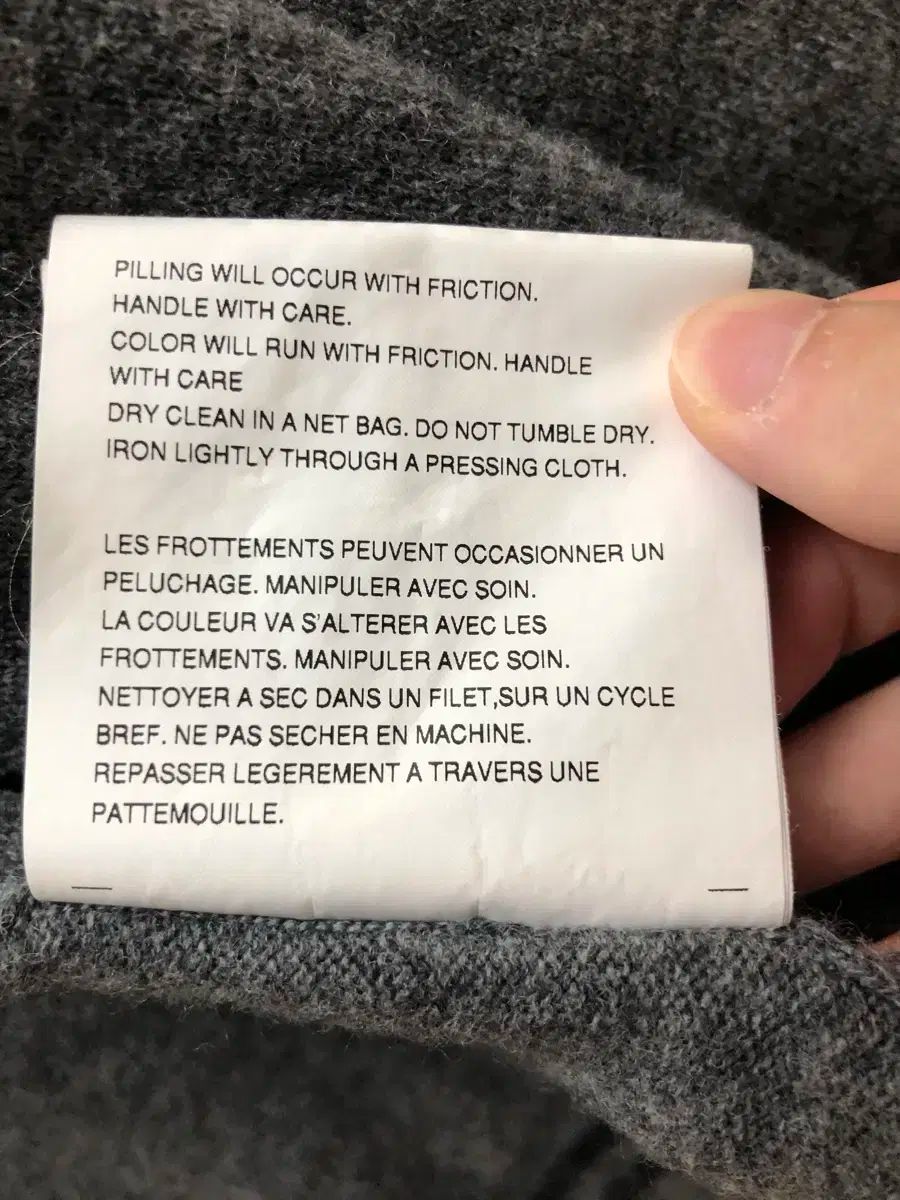 PILLING WILL OCCUR WITH FRICTION.
HANDLE WITH CARE.
COLOR WILL RUN WITH FRICTION. HANDLE
WITH CARE
DRY CLEAN IN A NET BAG. DO NOT TUMBLE DRY.
IRON LIGHTLY THROUGH A PRESSING CLOTH.
LES FROTTEMENTS PEUVENT OCCASIONNER UN
PELUCHAGE. MANIPULER AVEC SOIN.
LA COULEUR VA S'ALTERER AVEC LES
FROTTEMENTS. MANIPULER AVEC SOIN.
NETTOYER A SEC DANS UN FILET,SUR UN CYCLE
BREF. NE PAS SECHER EN MACHINE.
REPASSER LEGEREMENT A TRAVERS UNE
PATTEMOUILLE.